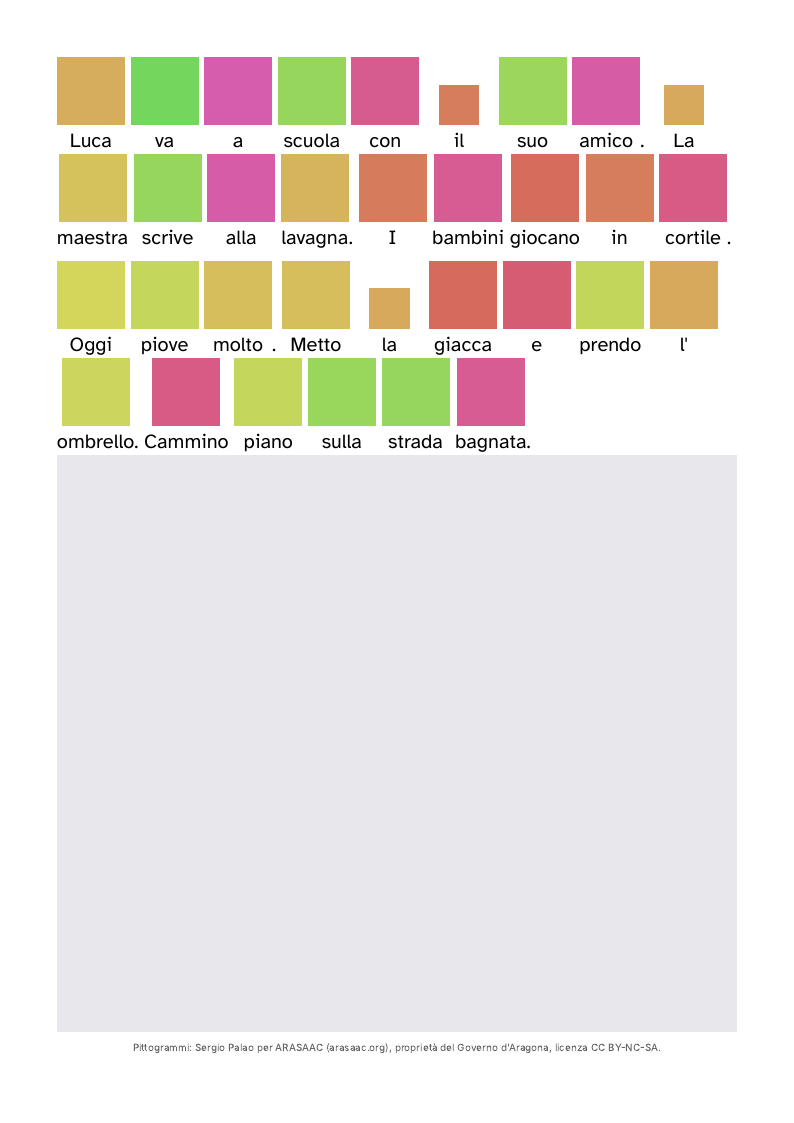 Luca va a scuola con il suo amico . La
maestra scrive alla lavagna. I bambini giocano in cortile .
Oggi piove molto . Metto la giacca e prendo l'
ombrello. Cammino piano sulla strada bagnata.
Pittogrammi: Sergio Palao per ARASAAC (arasaac.org), proprietà del Governo d'Aragona, licenza CC BY-NC-SA.